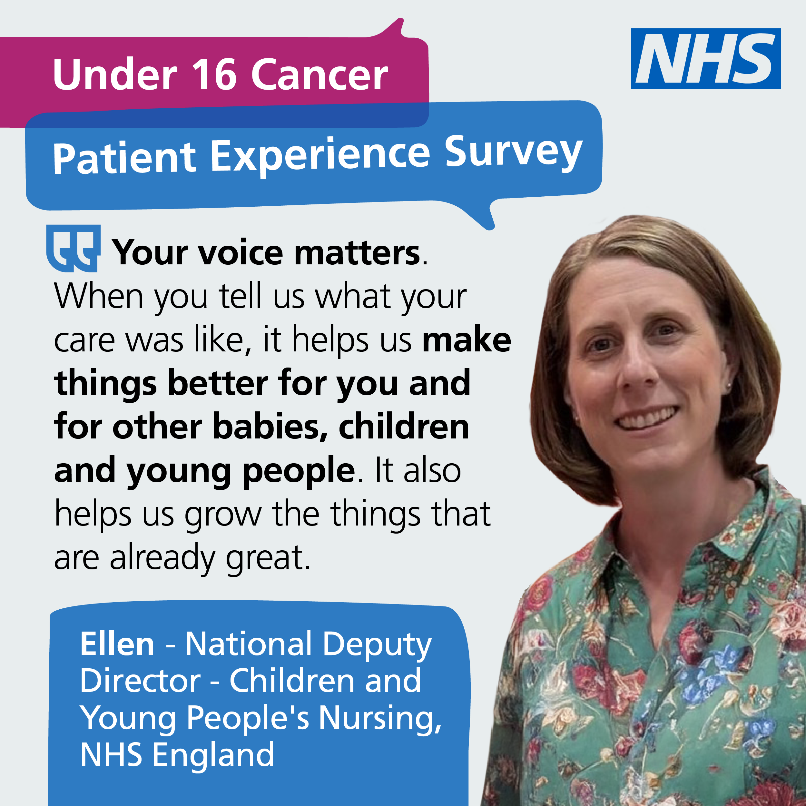 Under 16 Cancer
NHS
Patient Experience Survey
Your voice matters.
When you tell us what your
care was like, it helps us make
things better for you and
for other babies, children
and young people. It also
helps us grow the things that
are already great.
Ellen - National Deputy
Director - Children and
Young People's Nursing,
NHS England